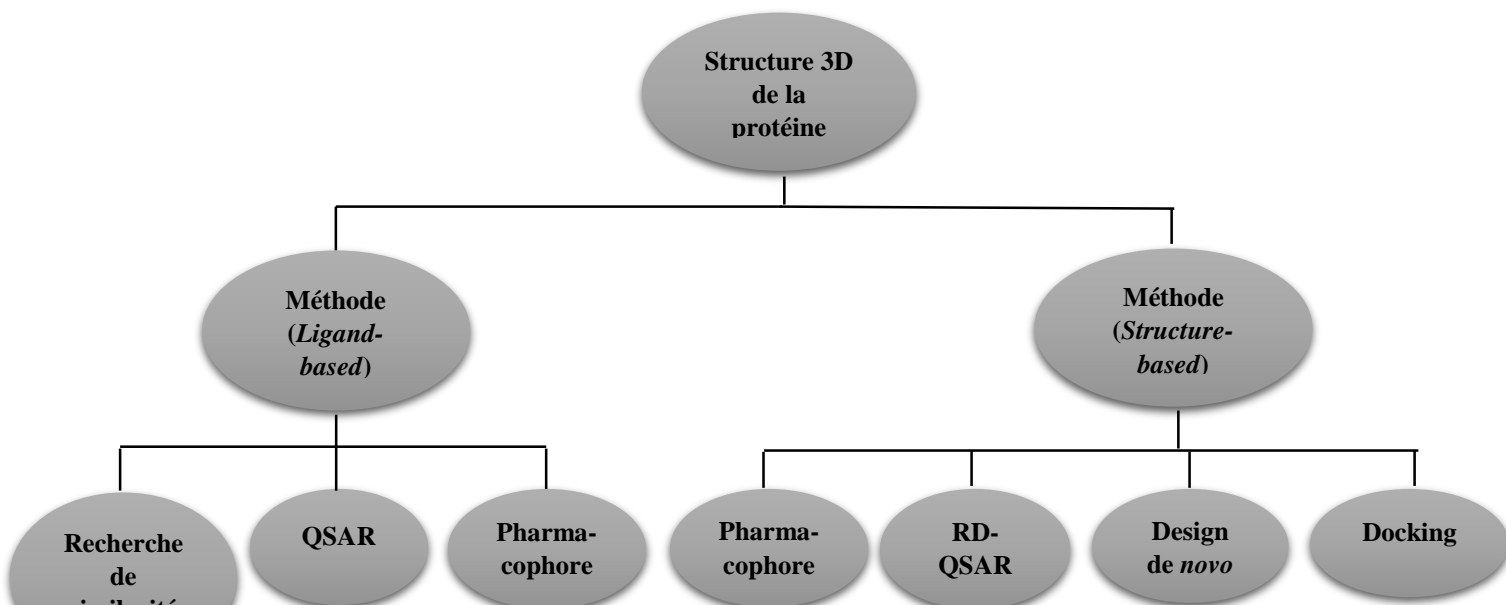 Structure 3D
de la
protéine
Méthode
(Ligand-
based)
Méthode
(Structure-
based)
Recherche
de
QSAR
Pharma-
cophore
Pharma-
cophore
RD-
QSAR
Design
de novo
Docking